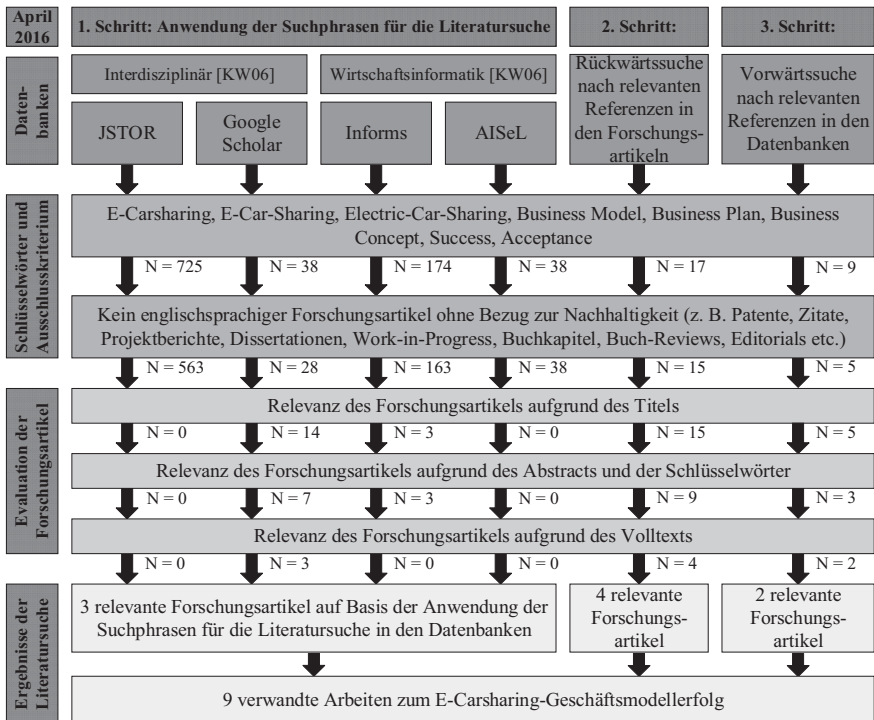 April
2016
1. Schritt: Anwendung der Suchphrasen für die Literatursuche
2. Schritt:
3. Schritt:
Daten-
banken
Interdisziplinär [KW06]
Wirtschaftsinformatik [KW06]
JSTOR
Google
Scholar
Informs
AISeL
Rückwärtssuche
nach relevanten
Referenzen in
den Forschungs-
artikeln
Vorwärtssuche
nach relevanten
Referenzen in den
Datenbanken
Schlüsselwörter und
Ausschlusskriterium
E-Carsharing, E-Car-Sharing, Electric-Car-Sharing, Business Model, Business Plan, Business
Concept, Success, Acceptance
N = 725
N = 38
N = 174
N = 38
N = 17
N = 9
Kein englischsprachiger Forschungsartikel ohne Bezug zur Nachhaltigkeit (z. B. Patente, Zitate,
Projektberichte, Dissertationen, Work-in-Progress, Buchkapitel, Buch-Reviews, Editorials etc.)
N = 563
N = 28
N = 163
N = 38
N = 15
N = 5
Evaluation der
Forschungsartikel
Relevanz des Forschungsartikels aufgrund des Titels
N = 0
N = 14
N = 3
N = 0
N = 15
N = 5
Relevanz des Forschungsartikels aufgrund des Abstracts und der Schlüsselwörter
N = 0
N = 7
N = 3
N = 0
N = 9
N = 3
Relevanz des Forschungsartikels aufgrund des Volltexts
N = 0
N = 3
N = 0
N = 0
N = 4
N = 2
Ergebnisse der
Literatursuche
3 relevante Forschungsartikel auf Basis der Anwendung der
Suchphrasen für die Literatursuche in den Datenbanken
4 relevante
Forschungs-
artikel
2 relevante
Forschungs-
artikel
9 verwandte Arbeiten zum E-Carsharing-Geschäftsmodellerfolg